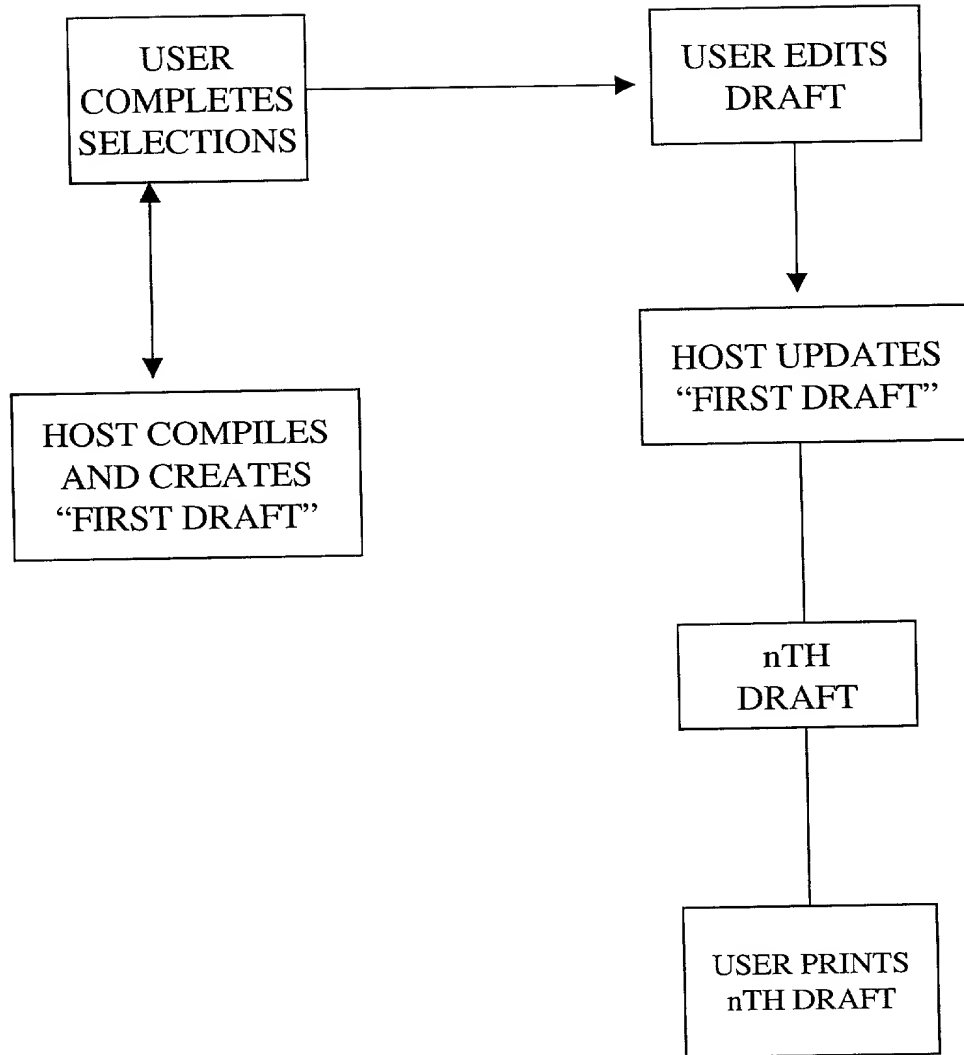 USER
COMPLETES
SELECTIONS
USER EDITS
DRAFT
HOST COMPILES
AND CREATES
“FIRST DRAFT”
HOST UPDATES
“FIRST DRAFT”
nTH
DRAFT
USER PRINTS
nTH DRAFT